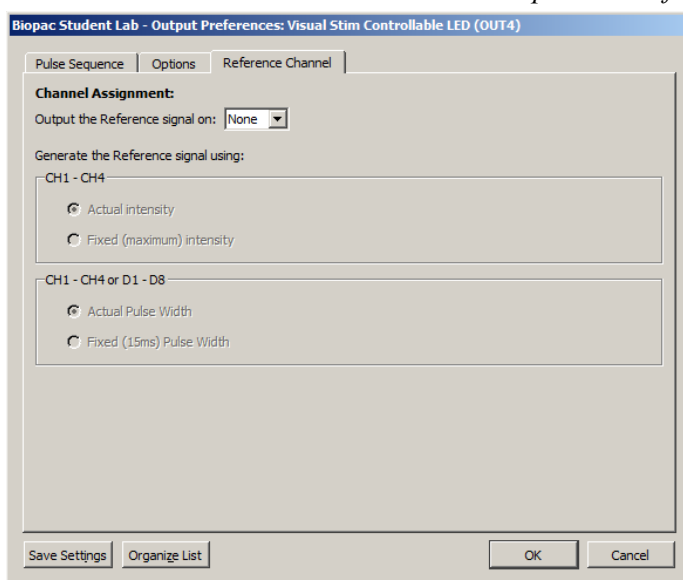 Biopac Student Lab - Output Preferences: Visual Stim Controllable LED (OUT4)
Pulse Sequence Options Reference Channel
Channel Assignment:
Output the Reference signal on: None
Generate the Reference signal using:
CH1 - CH4
Actual intensity
Fixed (maximum) intensity
CH1 - CH4 or D1 - D8
Actual Pulse Width
Fixed (15ms) Pulse Width
Save Settings Organize List OK Cancel